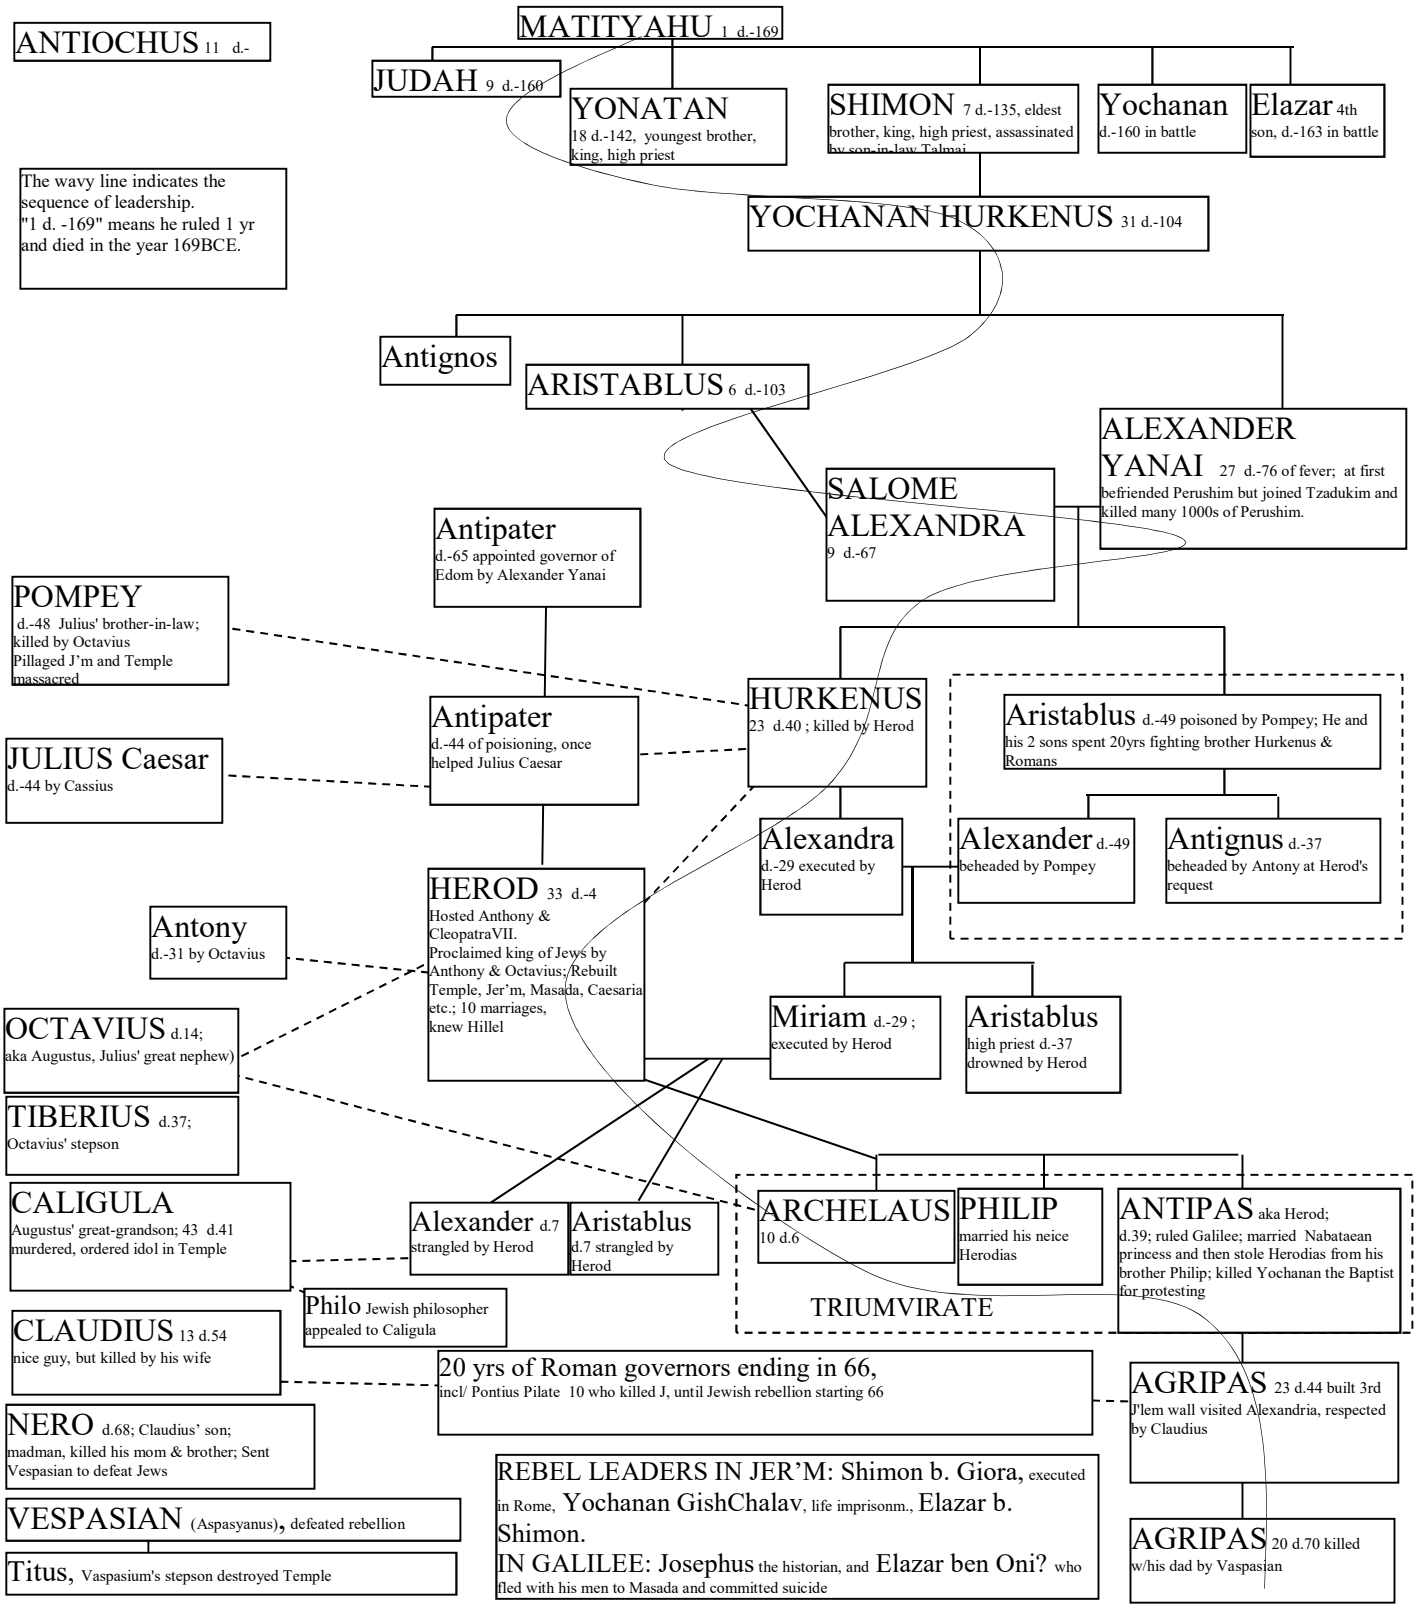 MATITYAHU 1 d.-169
ANTIOCHUS 11 d.-
JUDAH 9 d.-160
YONATAN
18 d.-142, youngest brother,
king, high priest
SHIMON 7 d.-135, eldest
brother, king, high priest, assassinated
by son-in-law Talmai
Yochanan
d.-160 in battle
Elazar 4th
son, d.-163 in battle
The wavy line indicates the
sequence of leadership.
"1 d. -169" means he ruled 1 yr
and died in the year 169BCE.
YOCHANAN HURKENUS 31 d.-104
Antignos
ARISTABLUS 6 d.-103
ALEXANDER
YANAI 27 d.-76 of fever; at first
befriended Perushim but joined Tzadukim and
killed many 1000s of Perushim.
SALOME
ALEXANDRA
9 d.-67
Antipater
d.-65 appointed governor of
Edom by Alexander Yanai
POMPEY
d.-48 Julius' brother-in-law;
killed by Octavius
Pillaged J’m and Temple
massacred
HURKENUS
23 d.40 ; killed by Herod
Aristablus d.-49 poisoned by Pompey; He and
his 2 sons spent 20yrs fighting brother Hurkenus &
Romans
Antipater
d.-44 of poisioning, once
helped Julius Caesar
JULIUS Caesar
d.-44 by Cassius
Alexandra
d.-29 executed by
Herod
Alexander d.-49
beheaded by Pompey
Antignus d.-37
beheaded by Antony at Herod's
request
HEROD 33 d.-4
Hosted Anthony &
CleopatraVII.
Proclaimed king of Jews by
Anthony & Octavius; Rebuilt
Temple, Jer’m, Masada, Caesaria
etc.; 10 marriages,
knew Hillel
Antony
d.-31 by Octavius
Miriam d.-29 ;
executed by Herod
Aristablus
high priest d.-37
drowned by Herod
OCTAVIUS d.14;
aka Augustus, Julius' great nephew)
TIBERIUS d.37;
Octavius' stepson
CALIGULA
Augustus' great-grandson; 43 d.41
murdered, ordered idol in Temple
Alexander d.7
strangled by Herod
Aristablus
d.7 strangled by
Herod
ARCHELAUS
10 d.6
PHILIP
married his neice
Herodias
ANTIPAS aka Herod;
d.39; ruled Galilee; married Nabataean
princess and then stole Herodias from his
brother Philip; killed Yochanan the Baptist
for protesting
TRIUMVIRATE
Philo Jewish philosopher
appealed to Caligula
CLAUDIUS 13 d.54
nice guy, but killed by his wife
20 yrs of Roman governors ending in 66,
incl/ Pontius Pilate 10 who killed J, until Jewish rebellion starting 66
AGRIPAS 23 d.44 built 3rd
J'lem wall visited Alexandria, respected
by Claudius
NERO d.68; Claudius’ son;
madman, killed his mom & brother; Sent
Vespasian to defeat Jews
REBEL LEADERS IN JER’M: Shimon b. Giora, executed
in Rome, Yochanan GishChalav, life imprisonm., Elazar b.
Shimon.
IN GALILEE: Josephus the historian, and Elazar ben Oni? who
fled with his men to Masada and committed suicide
VESPASIAN (Aspasyanus), defeated rebellion
Titus, Vaspasium's stepson destroyed Temple
AGRIPAS 20 d.70 killed
w/his dad by Vaspasian